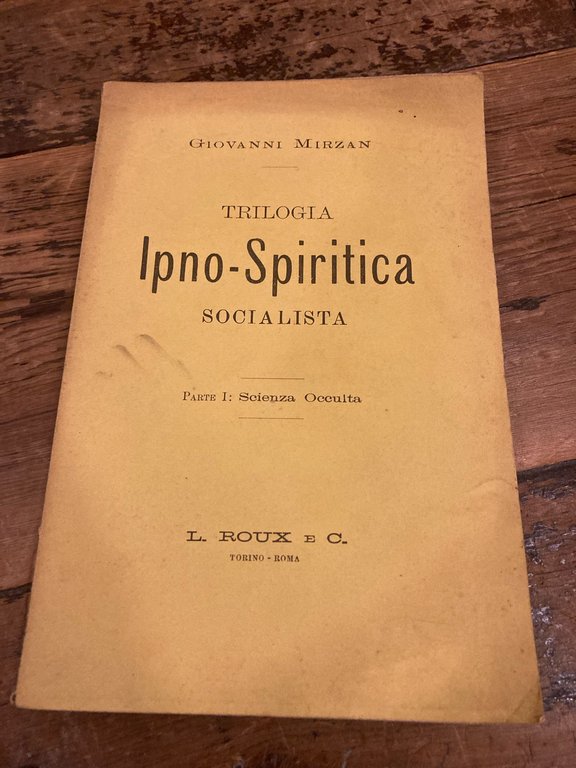 Giovanni Mirzan
TRILOGIA
Ipno-Spiritica
SOCIALISTA
Parte I: Scienza Occulta
L. ROUX E C.
TORINO - ROMA